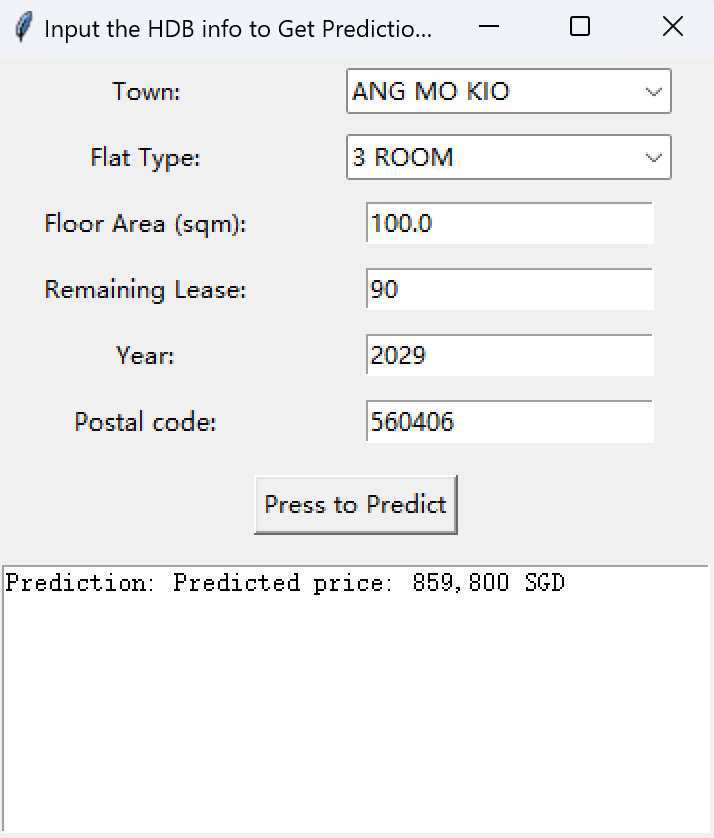 Input the HDB info to Get Predictio...
Town: ANG MO KIO
Flat Type: 3 ROOM
Floor Area (sqm): 100.0
Remaining Lease: 90
Year: 2029
Postal code: 560406
Press to Predict
Prediction: Predicted price: 859,800 SGD